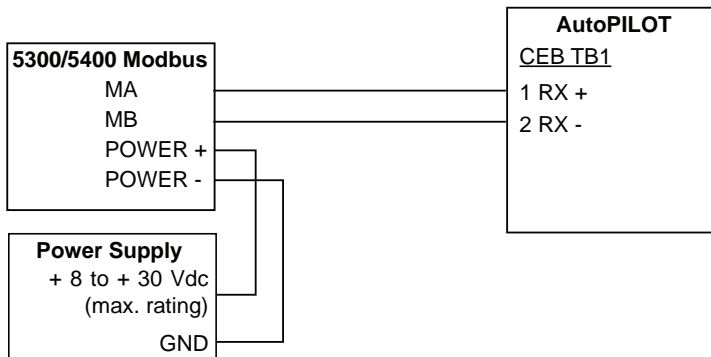 5300/5400 Modbus
MA
MB
POWER +
POWER -
Power Supply
+ 8 to + 30 Vdc
(max. rating)
GND
AutoPILOT
CEB TB1
1 RX +
2 RX -